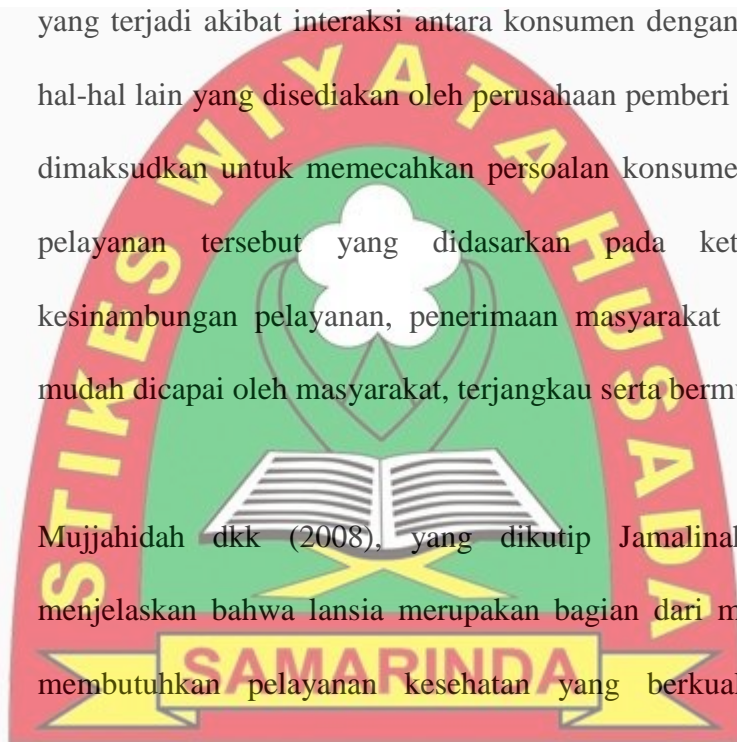 yang terjadi akibat interaksi antara konsumen dengan
hal-hal lain yang disediakan oleh perusahaan pemberi
dimaksudkan untuk memecahkan persoalan konsume
pelayanan tersebut yang didasarkan pada ket
kesinambungan pelayanan, penerimaan masyarakat
mudah dicapai oleh masyarakat, terjangkau serta bermu
Mujjahidah dkk (2008), yang dikutip Jamalinal
menjelaskan bahwa lansia merupakan bagian dari m
membutuhkan pelayanan kesehatan yang berkual
STIKES WIYATA HUSADA
SAMARINDA